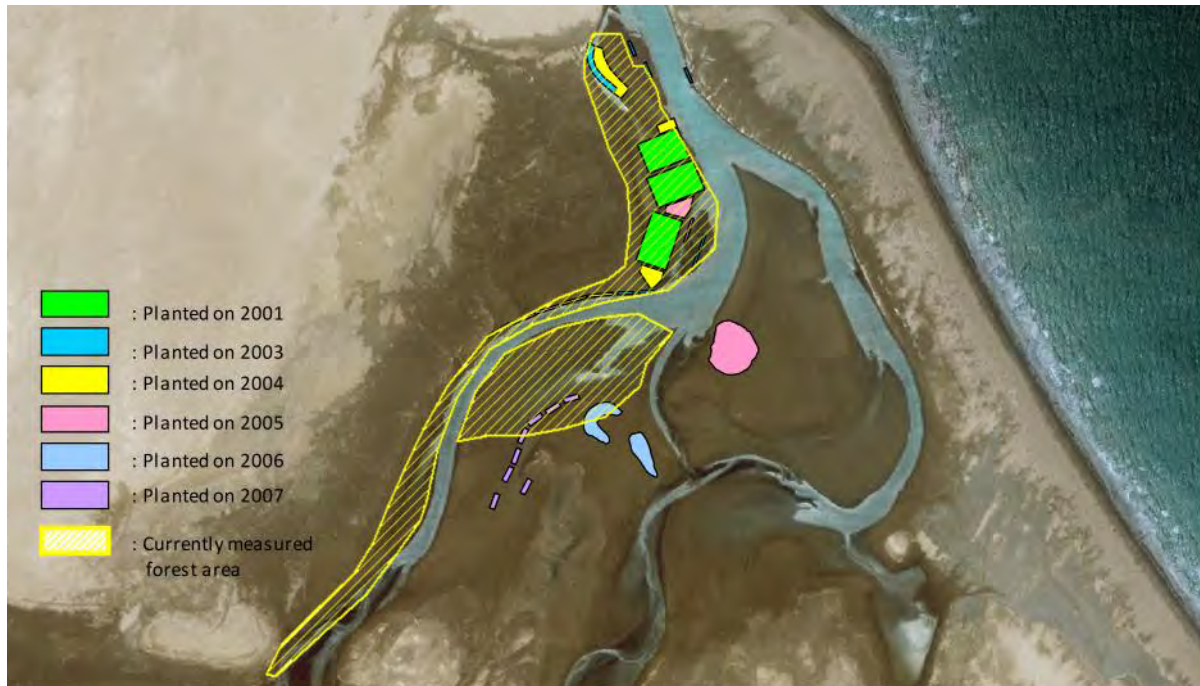 : Planted on 2001
: Planted on 2003
: Planted on 2004
: Planted on 2005
: Planted on 2006
: Planted on 2007
: Currently measured
forest area